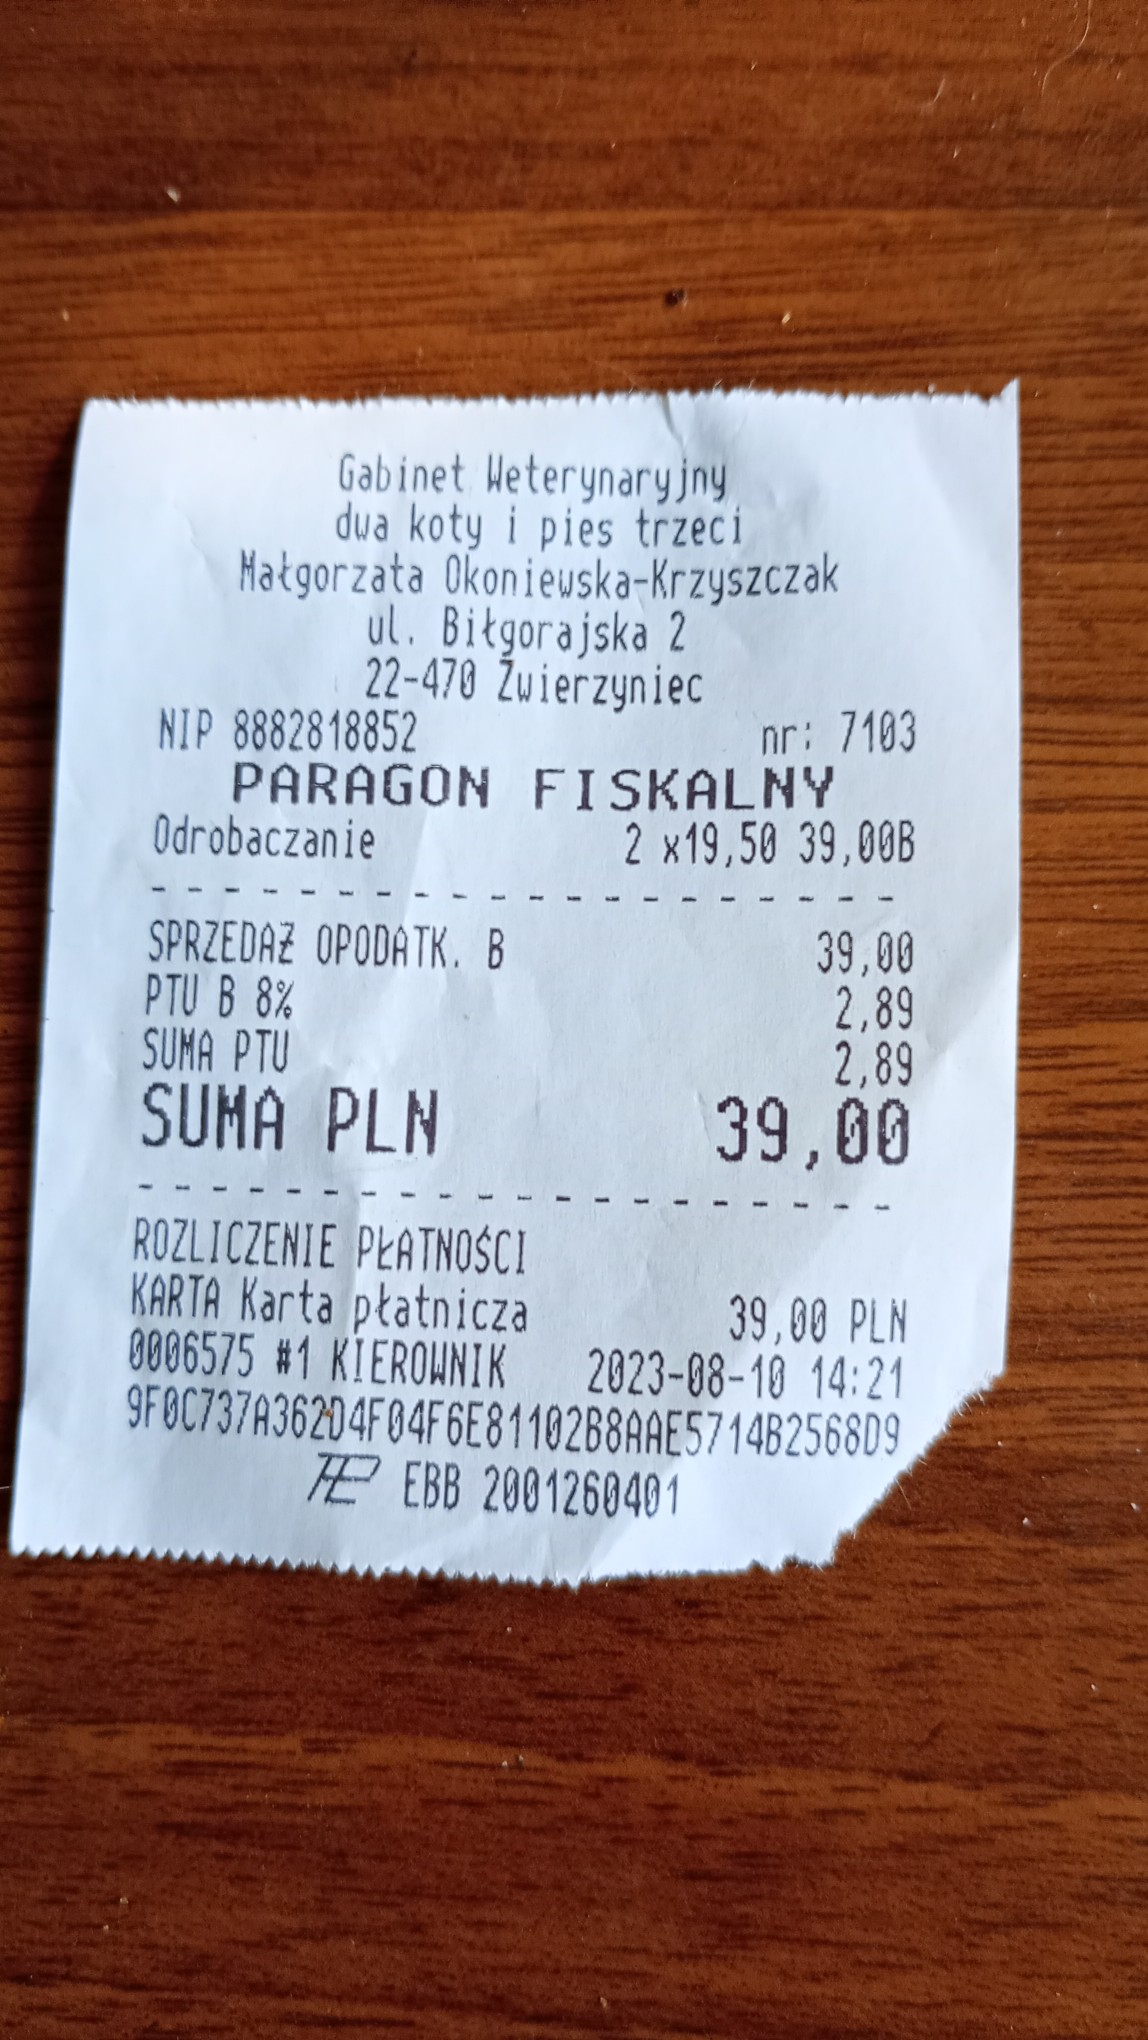 Gabinet Weterynaryjny
dwa koty i pies trzeci
Małgorzata Okoniewska-Krzyszczak
ul. Biłgorajska 2
22-470 Zwierzyniec
NIP 8882818852 nr: 7103
PARAGON FISKALNY
Odrobaczanie 2 x19,50 39,00B
SPRZEDAŻ OPODATK. B 39,00
PTU B 8% 2,89
SUMA PTU 2,89
SUMA PLN 39,00
ROZLICZENIE PŁATNOŚCI
KARTA Karta płatnicza 39,00 PLN
0006575 #1 KIEROWNIK 2023-08-10 14:21
9F0C737A362D4F04F6E81102B8AAE5714B2568D9
EBB 2001260401